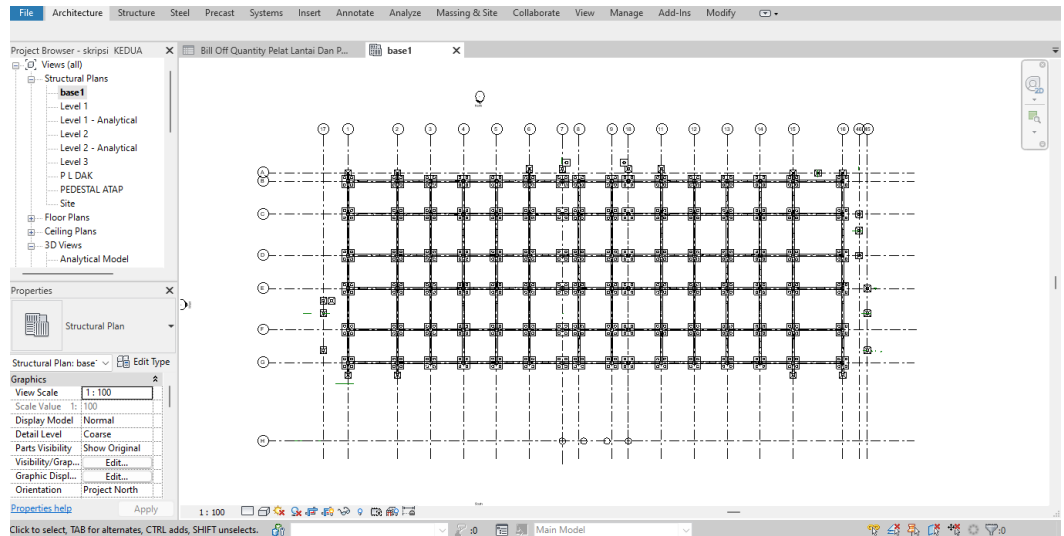 File Architecture Structure Steel Precast Systems Insert Annotate Analyze Massing & Site Collaborate View Manage Add-Ins Modify
Project Browser - skripsi KEDUA
Bill Off Quantity Pelat Lantai Dan P...
base1
Views (all)
Structural Plans
base1
Level 1
Level 1 - Analytical
Level 2
Level 2 - Analytical
Level 3
P L DAK
PEDESTAL ATAP
Site
Floor Plans
Ceiling Plans
3D Views
Analytical Model
Properties
Structural Plan
Structural Plan: base
Edit Type
Graphics
View Scale 1 : 100
Scale Value 1: 100
Display Model Normal
Detail Level Coarse
Parts Visibility Show Original
Visibility/Grap... Edit...
Graphic Displ... Edit...
Orientation Project North
Properties help Apply
2D
17 1 2 3 4 5 6 7 8 9 10 11 12 13 14 15 16
A
B
C
D
E
F
G
H
1 : 100
Click to select, TAB for alternates, CTRL adds, SHIFT unselects.
:0
Main Model
:0